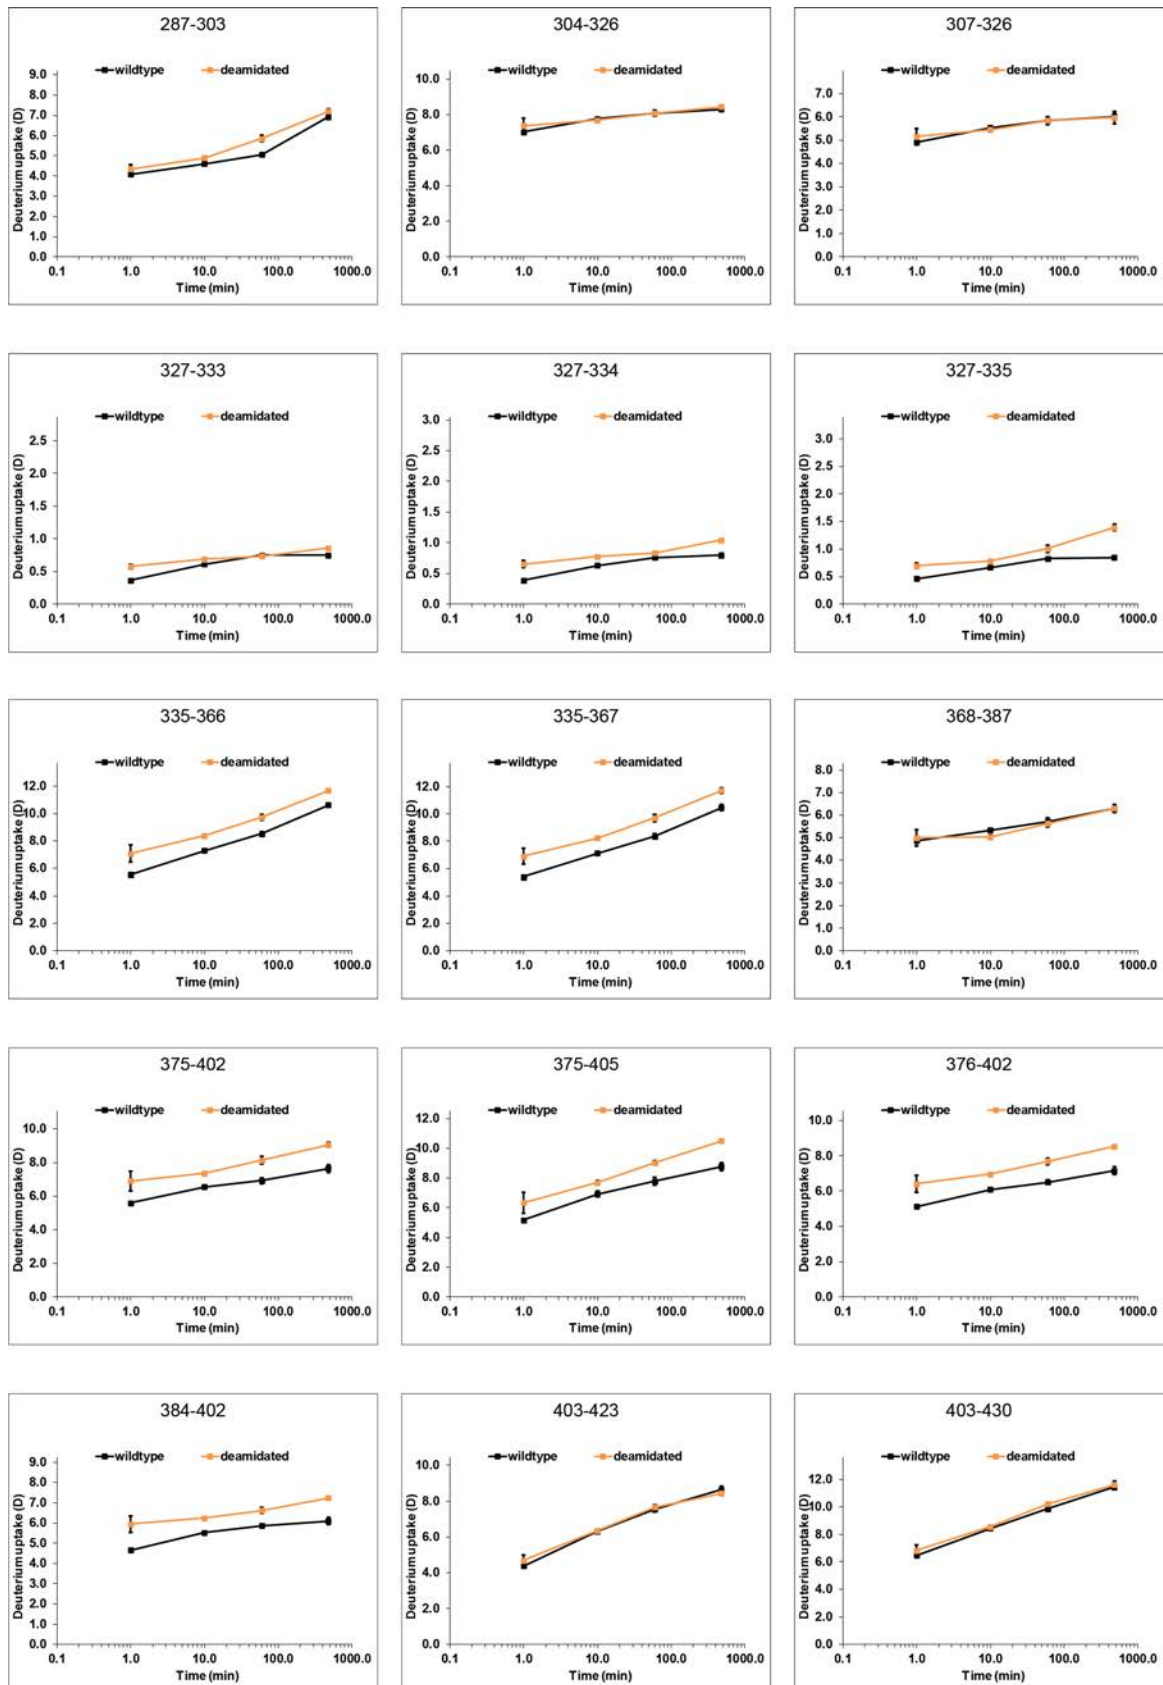 287-303
wildtype deamidated
Deuterium uptake (D)
9.0
8.0
7.0
6.0
5.0
4.0
3.0
2.0
1.0
0.0
0.1 1.0 10.0 100.0 1000.0
Time (min)
304-326
wildtype deamidated
Deuterium uptake (D)
10.0
8.0
6.0
4.0
2.0
0.0
0.1 1.0 10.0 100.0 1000.0
Time (min)
307-326
wildtype deamidated
Deuterium uptake (D)
7.0
6.0
5.0
4.0
3.0
2.0
1.0
0.0
0.1 1.0 10.0 100.0 1000.0
Time (min)
327-333
wildtype deamidated
Deuterium uptake (D)
2.5
2.0
1.5
1.0
0.5
0.0
0.1 1.0 10.0 100.0 1000.0
Time (min)
327-334
wildtype deamidated
Deuterium uptake (D)
3.0
2.5
2.0
1.5
1.0
0.5
0.0
0.1 1.0 10.0 100.0 1000.0
Time (min)
327-335
wildtype deamidated
Deuterium uptake (D)
3.0
2.5
2.0
1.5
1.0
0.5
0.0
0.1 1.0 10.0 100.0 1000.0
Time (min)
335-366
wildtype deamidated
Deuterium uptake (D)
12.0
10.0
8.0
6.0
4.0
2.0
0.0
0.1 1.0 10.0 100.0 1000.0
Time (min)
335-367
wildtype deamidated
Deuterium uptake (D)
12.0
10.0
8.0
6.0
4.0
2.0
0.0
0.1 1.0 10.0 100.0 1000.0
Time (min)
368-387
wildtype deamidated
Deuterium uptake (D)
8.0
7.0
6.0
5.0
4.0
3.0
2.0
1.0
0.0
0.1 1.0 10.0 100.0 1000.0
Time (min)
375-402
wildtype deamidated
Deuterium uptake (D)
10.0
8.0
6.0
4.0
2.0
0.0
0.1 1.0 10.0 100.0 1000.0
Time (min)
375-405
wildtype deamidated
Deuterium uptake (D)
12.0
10.0
8.0
6.0
4.0
2.0
0.0
0.1 1.0 10.0 100.0 1000.0
Time (min)
376-402
wildtype deamidated
Deuterium uptake (D)
10.0
8.0
6.0
4.0
2.0
0.0
0.1 1.0 10.0 100.0 1000.0
Time (min)
384-402
wildtype deamidated
Deuterium uptake (D)
9.0
8.0
7.0
6.0
5.0
4.0
3.0
2.0
1.0
0.0
0.1 1.0 10.0 100.0 1000.0
Time (min)
403-423
wildtype deamidated
Deuterium uptake (D)
10.0
8.0
6.0
4.0
2.0
0.0
0.1 1.0 10.0 100.0 1000.0
Time (min)
403-430
wildtype deamidated
Deuterium uptake (D)
12.0
10.0
8.0
6.0
4.0
2.0
0.0
0.1 1.0 10.0 100.0 1000.0
Time (min)